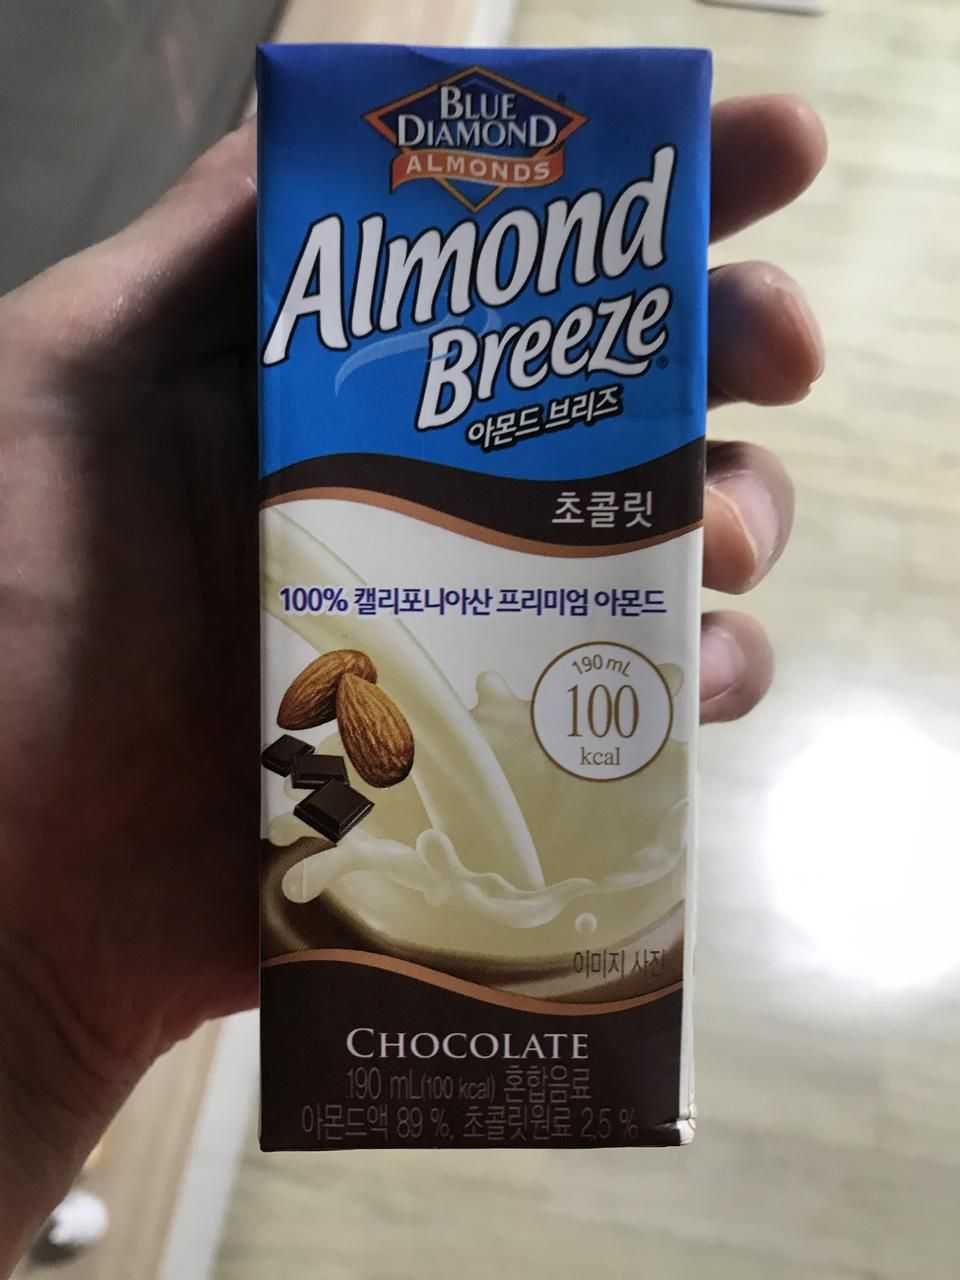 BLUE
DIAMOND®
ALMONDS
Almond
Breeze®
아몬드 브리즈
초콜릿
100% 캘리포니아산 프리미엄 아몬드
190 mL
100
kcal
이미지 사진
CHOCOLATE
190 mL(100 kcal) 혼합음료
아몬드액 89 %, 초콜릿원료 2.5 %